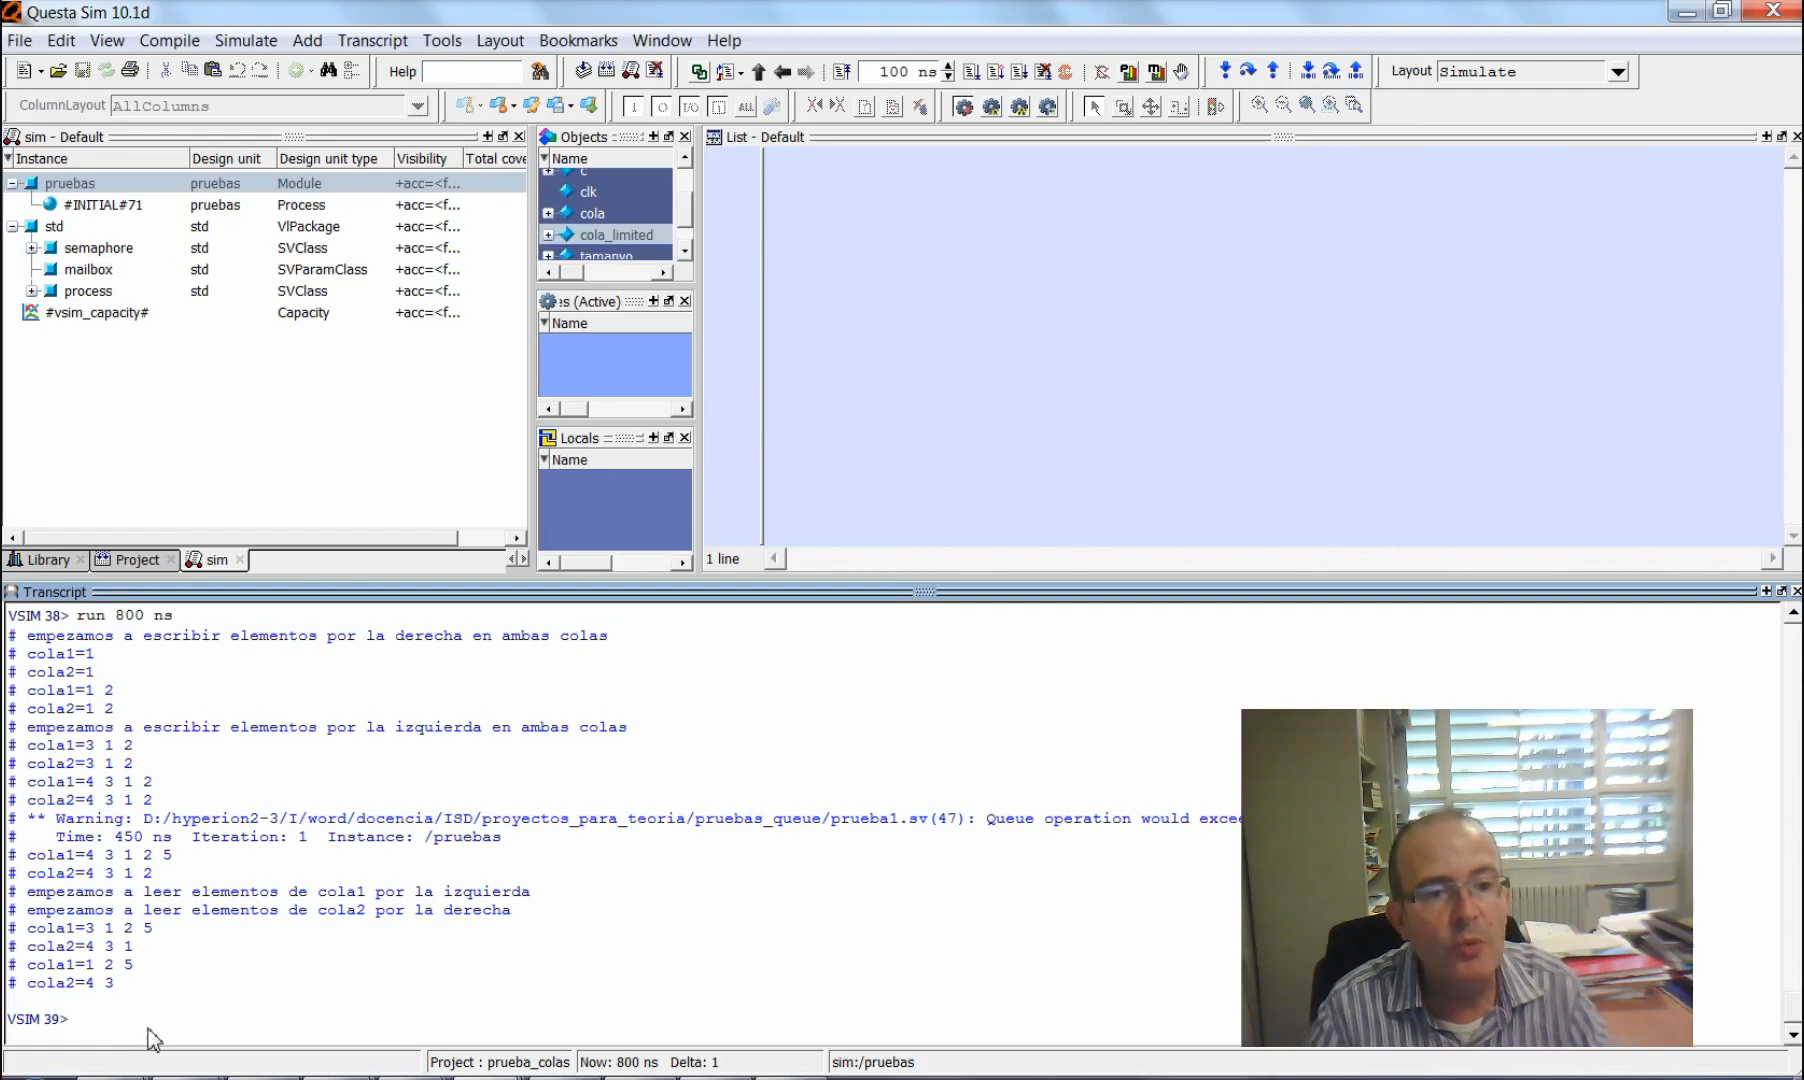 Questa Sim 10.1d
File Edit View Compile Simulate Add Transcript Tools Layout Bookmarks Window Help
Help 100 ns Layout Simulate
ColumnLayout AllColumns
sim - Default
Instance Design unit Design unit type Visibility Total cove
pruebas pruebas Module +acc=<f...
#INITIAL#71 pruebas Process +acc=<f...
std std VlPackage +acc=<f...
semaphore std SVClass +acc=<f...
mailbox std SVParamClass +acc=<f...
process std SVClass +acc=<f...
#vsim_capacity# Capacity +acc=<f...
Library Project sim
Objects
Name
c
clk
cola
cola_limited
tamanyo
es (Active)
Name
Locals
Name
List - Default
1 line
Transcript
VSIM 38> run 800 ns
# empezamos a escribir elementos por la derecha en ambas colas
# cola1=1
# cola2=1
# cola1=1 2
# cola2=1 2
# empezamos a escribir elementos por la izquierda en ambas colas
# cola1=3 1 2
# cola2=3 1 2
# cola1=4 3 1 2
# cola2=4 3 1 2
# ** Warning: D:/hyperion2-3/I/word/docencia/ISD/proyectos_para_teoria/pruebas_queue/prueba1.sv(47): Queue operation would excee
# Time: 450 ns Iteration: 1 Instance: /pruebas
# cola1=4 3 1 2 5
# cola2=4 3 1 2
# empezamos a leer elementos de cola1 por la izquierda
# empezamos a leer elementos de cola2 por la derecha
# cola1=3 1 2 5
# cola2=4 3 1
# cola1=1 2 5
# cola2=4 3
VSIM 39>
Project : prueba_colas Now: 800 ns Delta: 1 sim:/pruebas